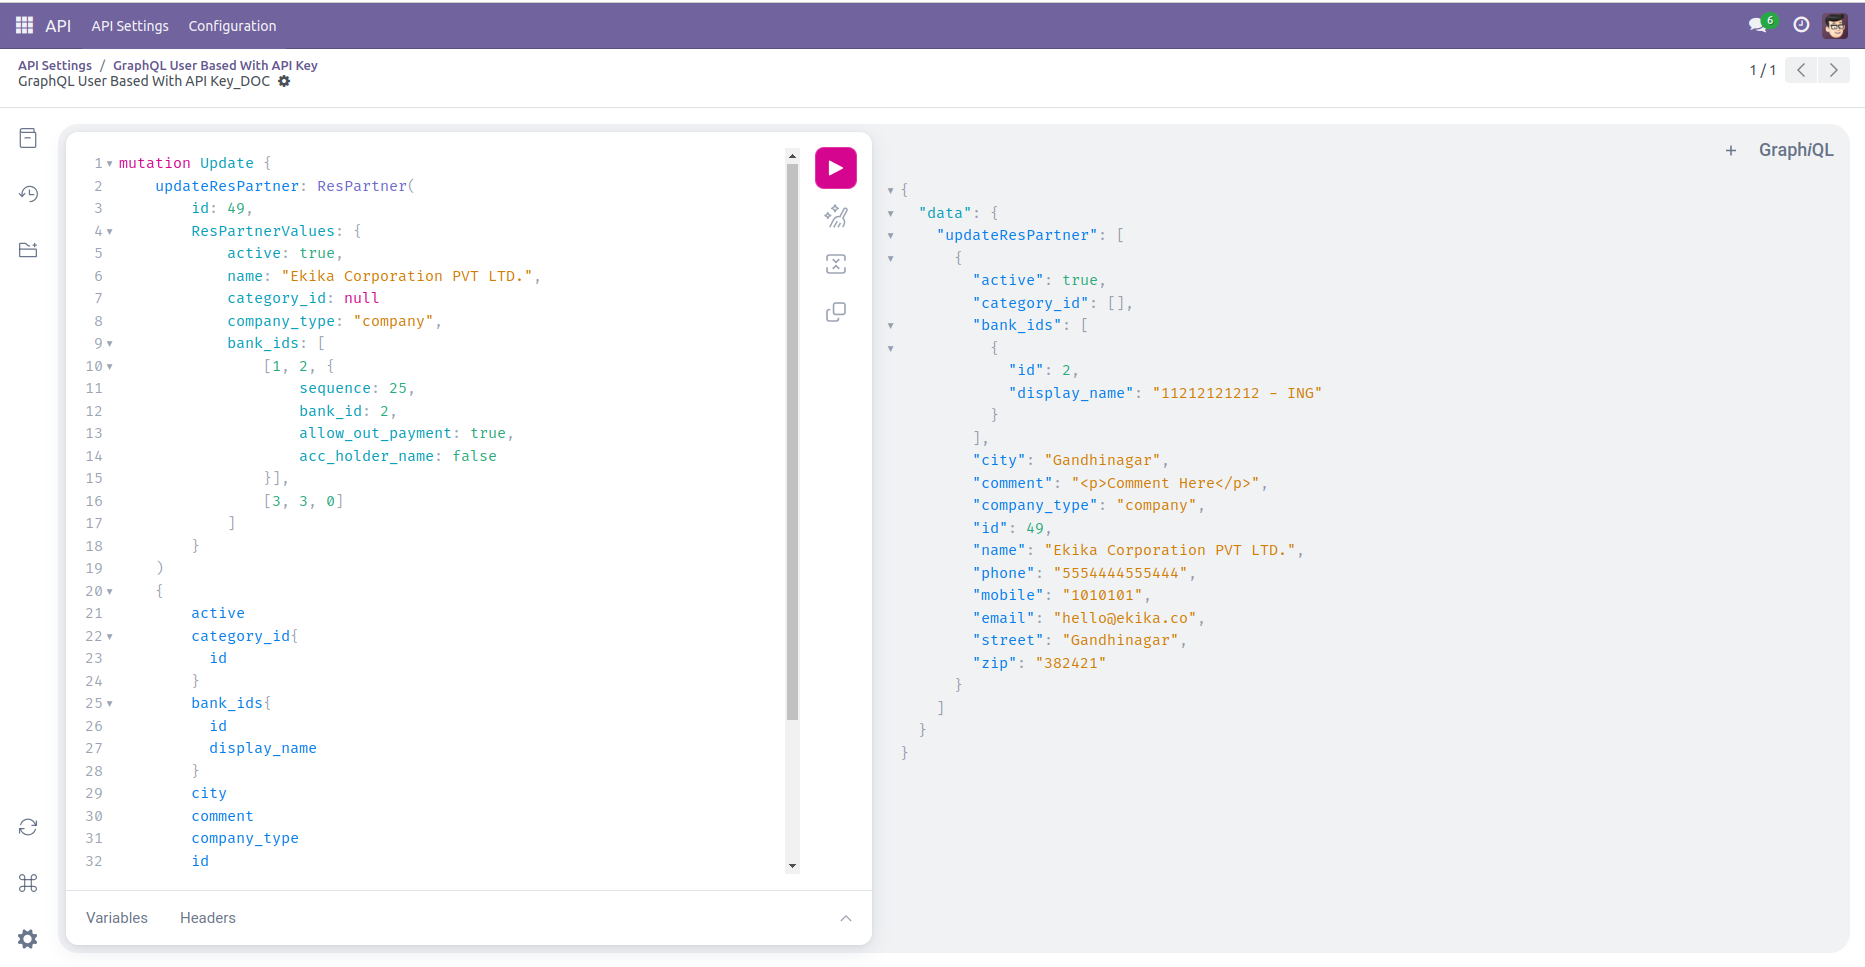 API API Settings Configuration 6
API Settings / GraphQL User Based With API Key
GraphQL User Based With API Key_DOC
1 / 1
1 mutation Update {
2 updateResPartner: ResPartner(
3 id: 49,
4 ResPartnerValues: {
5 active: true,
6 name: "Ekika Corporation PVT LTD.",
7 category_id: null
8 company_type: "company",
9 bank_ids: [
10 [1, 2, {
11 sequence: 25,
12 bank_id: 2,
13 allow_out_payment: true,
14 acc_holder_name: false
15 }],
16 [3, 3, 0]
17 ]
18 }
19 )
20 {
21 active
22 category_id{
23 id
24 }
25 bank_ids{
26 id
27 display_name
28 }
29 city
30 comment
31 company_type
32 id
Variables Headers
+ GraphiQL
{
"data": {
"updateResPartner": [
{
"active": true,
"category_id": [],
"bank_ids": [
{
"id": 2,
"display_name": "11212121212 - ING"
}
],
"city": "Gandhinagar",
"comment": "<p>Comment Here</p>",
"company_type": "company",
"id": 49,
"name": "Ekika Corporation PVT LTD.",
"phone": "5554444555444",
"mobile": "1010101",
"email": "hello@ekika.co",
"street": "Gandhinagar",
"zip": "382421"
}
]
}
}